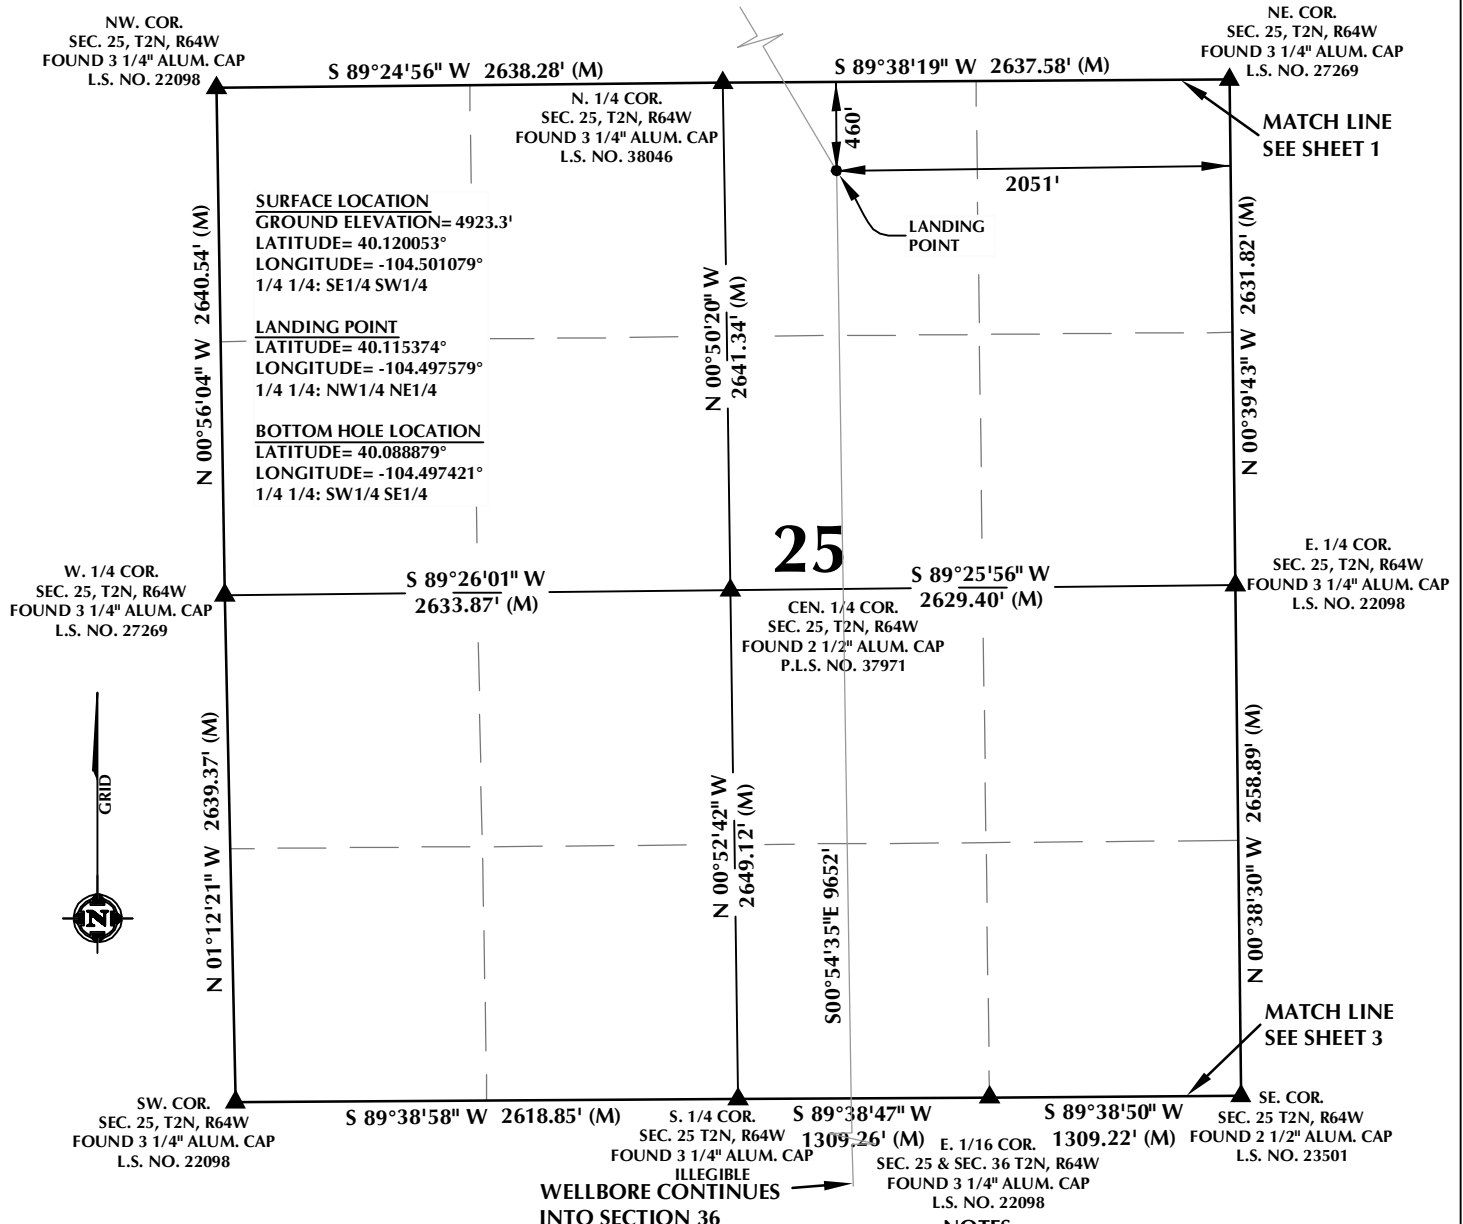 NW. COR.
SEC. 25, T2N, R64W
FOUND 3 1/4" ALUM. CAP
L.S. NO. 22098
S 89°24'56" W 2638.28' (M)
N. 1/4 COR.
SEC. 25, T2N, R64W
FOUND 3 1/4" ALUM. CAP
L.S. NO. 38046
S 89°38'19" W 2637.58' (M)
NE. COR.
SEC. 25, T2N, R64W
FOUND 3 1/4" ALUM. CAP
L.S. NO. 27269
MATCH LINE
SEE SHEET 1
460'
2051'
LANDING
POINT
SURFACE LOCATION
GROUND ELEVATION= 4923.3'
LATITUDE= 40.120053°
LONGITUDE= -104.501079°
1/4 1/4: SE1/4 SW1/4
LANDING POINT
LATITUDE= 40.115374°
LONGITUDE= -104.497579°
1/4 1/4: NW1/4 NE1/4
BOTTOM HOLE LOCATION
LATITUDE= 40.088879°
LONGITUDE= -104.497421°
1/4 1/4: SW1/4 SE1/4
N 00°56'04" W 2640.54' (M)
N 00°50'20" W
2641.34' (M)
N 00°39'43" W 2631.82' (M)
25
W. 1/4 COR.
SEC. 25, T2N, R64W
FOUND 3 1/4" ALUM. CAP
L.S. NO. 27269
S 89°26'01" W
2633.87' (M)
S 89°25'56" W
2629.40' (M)
CEN. 1/4 COR.
SEC. 25, T2N, R64W
FOUND 2 1/2" ALUM. CAP
P.L.S. NO. 37971
E. 1/4 COR.
SEC. 25, T2N, R64W
FOUND 3 1/4" ALUM. CAP
L.S. NO. 22098
GRID
N
N 01°12'21" W 2639.37' (M)
N 00°52'42" W
2649.12' (M)
S00°54'35"E 9652'
N 00°38'30" W 2658.89' (M)
MATCH LINE
SEE SHEET 3
SW. COR.
SEC. 25, T2N, R64W
FOUND 3 1/4" ALUM. CAP
L.S. NO. 22098
S 89°38'58" W 2618.85' (M)
S. 1/4 COR.
SEC. 25 T2N, R64W
FOUND 3 1/4" ALUM. CAP
ILLEGIBLE
S 89°38'47" W
1309.26' (M)
E. 1/16 COR.
SEC. 25 & SEC. 36 T2N, R64W
FOUND 3 1/4" ALUM. CAP
L.S. NO. 22098
S 89°38'50" W
1309.22' (M)
SE. COR.
SEC. 25 T2N, R64W
FOUND 2 1/2" ALUM. CAP
L.S. NO. 23501
WELLBORE CONTINUES
INTO SECTION 36
NOTES